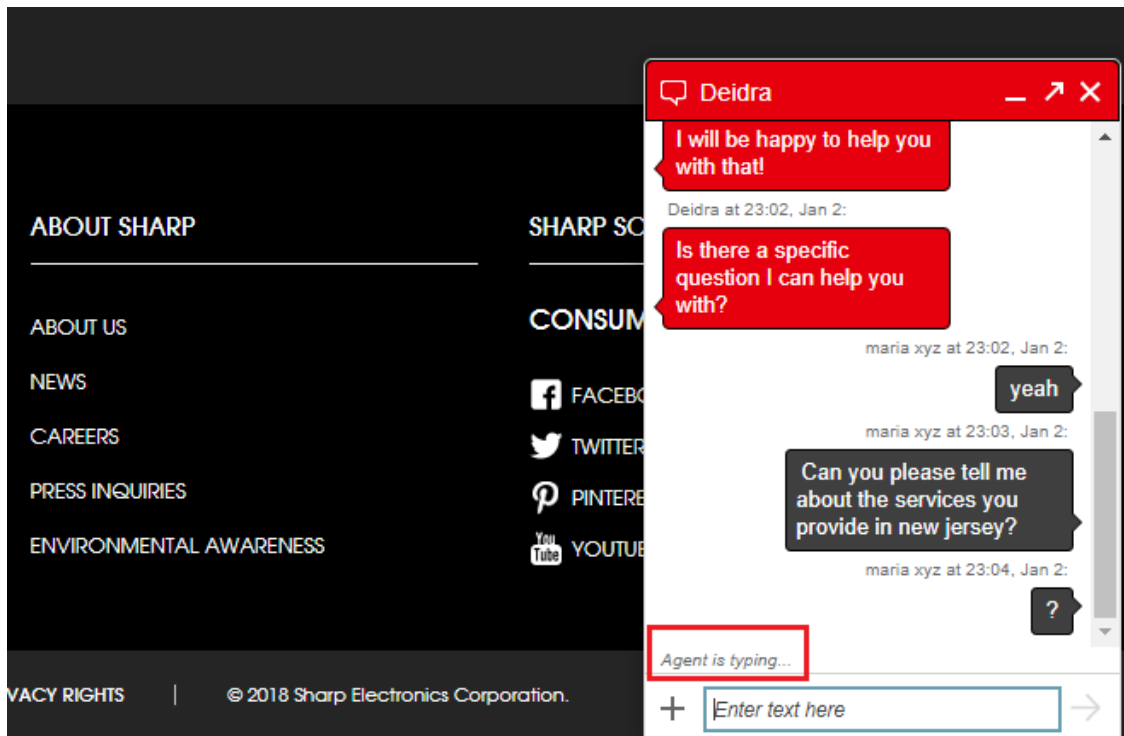 ABOUT SHARP
ABOUT US
NEWS
CAREERS
PRESS INQUIRIES
ENVIRONMENTAL AWARENESS
SHARP SC
CONSUM
FACEBO
TWITTER
PINTERE
You
Tube
YOUTUB
VACY RIGHTS | © 2018 Sharp Electronics Corporation.
Deidra
I will be happy to help you
with that!
Deidra at 23:02, Jan 2:
Is there a specific
question I can help you
with?
maria xyz at 23:02, Jan 2:
yeah
maria xyz at 23:03, Jan 2:
Can you please tell me
about the services you
provide in new jersey?
maria xyz at 23:04, Jan 2:
?
Agent is typing...
Enter text here